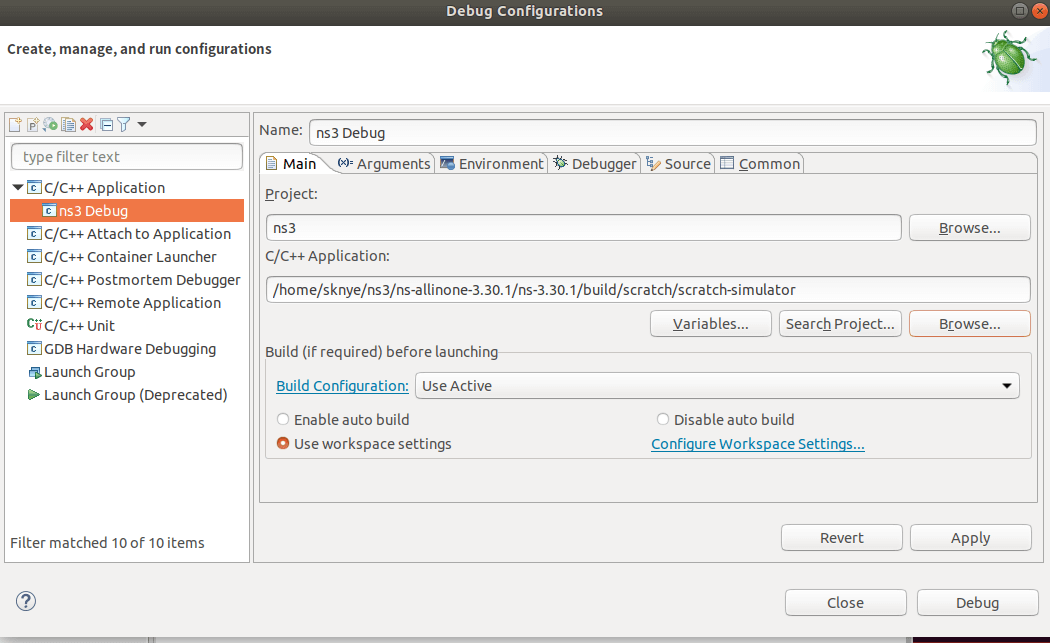 Debug Configurations
Create, manage, and run configurations
type filter text
C/C++ Application
ns3 Debug
C/C++ Attach to Application
C/C++ Container Launcher
C/C++ Postmortem Debugger
C/C++ Remote Application
C/C++ Unit
GDB Hardware Debugging
Launch Group
Launch Group (Deprecated)
Filter matched 10 of 10 items
Name: ns3 Debug
Main (x)= Arguments Environment Debugger Source Common
Project:
ns3 Browse...
C/C++ Application:
/home/sknye/ns3/ns-allinone-3.30.1/ns-3.30.1/build/scratch/scratch-simulator
Variables... Search Project... Browse...
Build (if required) before launching
Build Configuration: Use Active
Enable auto build Disable auto build
Use workspace settings Configure Workspace Settings...
Revert Apply
? Close Debug